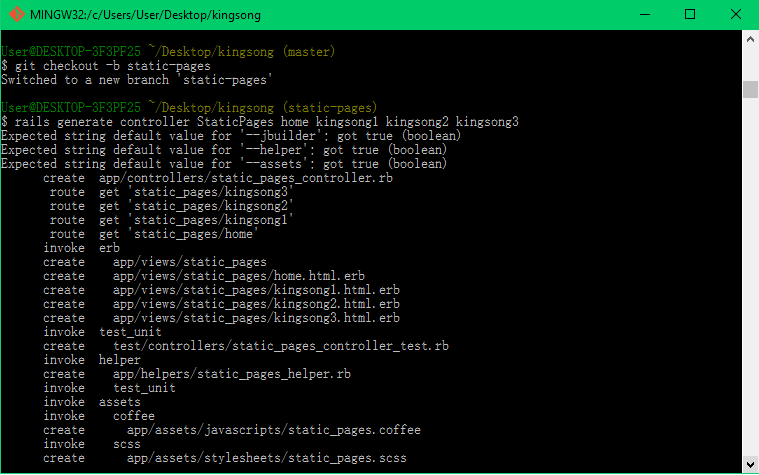 MINGW32:/c/Users/User/Desktop/kingsong
User@DESKTOP-3F3PF25 ~/Desktop/kingsong (master)
$ git checkout -b static-pages
Switched to a new branch 'static-pages'
User@DESKTOP-3F3PF25 ~/Desktop/kingsong (static-pages)
$ rails generate controller StaticPages home kingsong1 kingsong2 kingsong3
Expected string default value for '--jbuilder'; got true (boolean)
Expected string default value for '--helper'; got true (boolean)
Expected string default value for '--assets'; got true (boolean)
create app/controllers/static_pages_controller.rb
route get 'static_pages/kingsong3'
route get 'static_pages/kingsong2'
route get 'static_pages/kingsong1'
route get 'static_pages/home'
invoke erb
create app/views/static_pages
create app/views/static_pages/home.html.erb
create app/views/static_pages/kingsong1.html.erb
create app/views/static_pages/kingsong2.html.erb
create app/views/static_pages/kingsong3.html.erb
invoke test_unit
create test/controllers/static_pages_controller_test.rb
invoke helper
create app/helpers/static_pages_helper.rb
invoke test_unit
invoke assets
invoke coffee
create app/assets/javascripts/static_pages.coffee
invoke scss
create app/assets/stylesheets/static_pages.scss